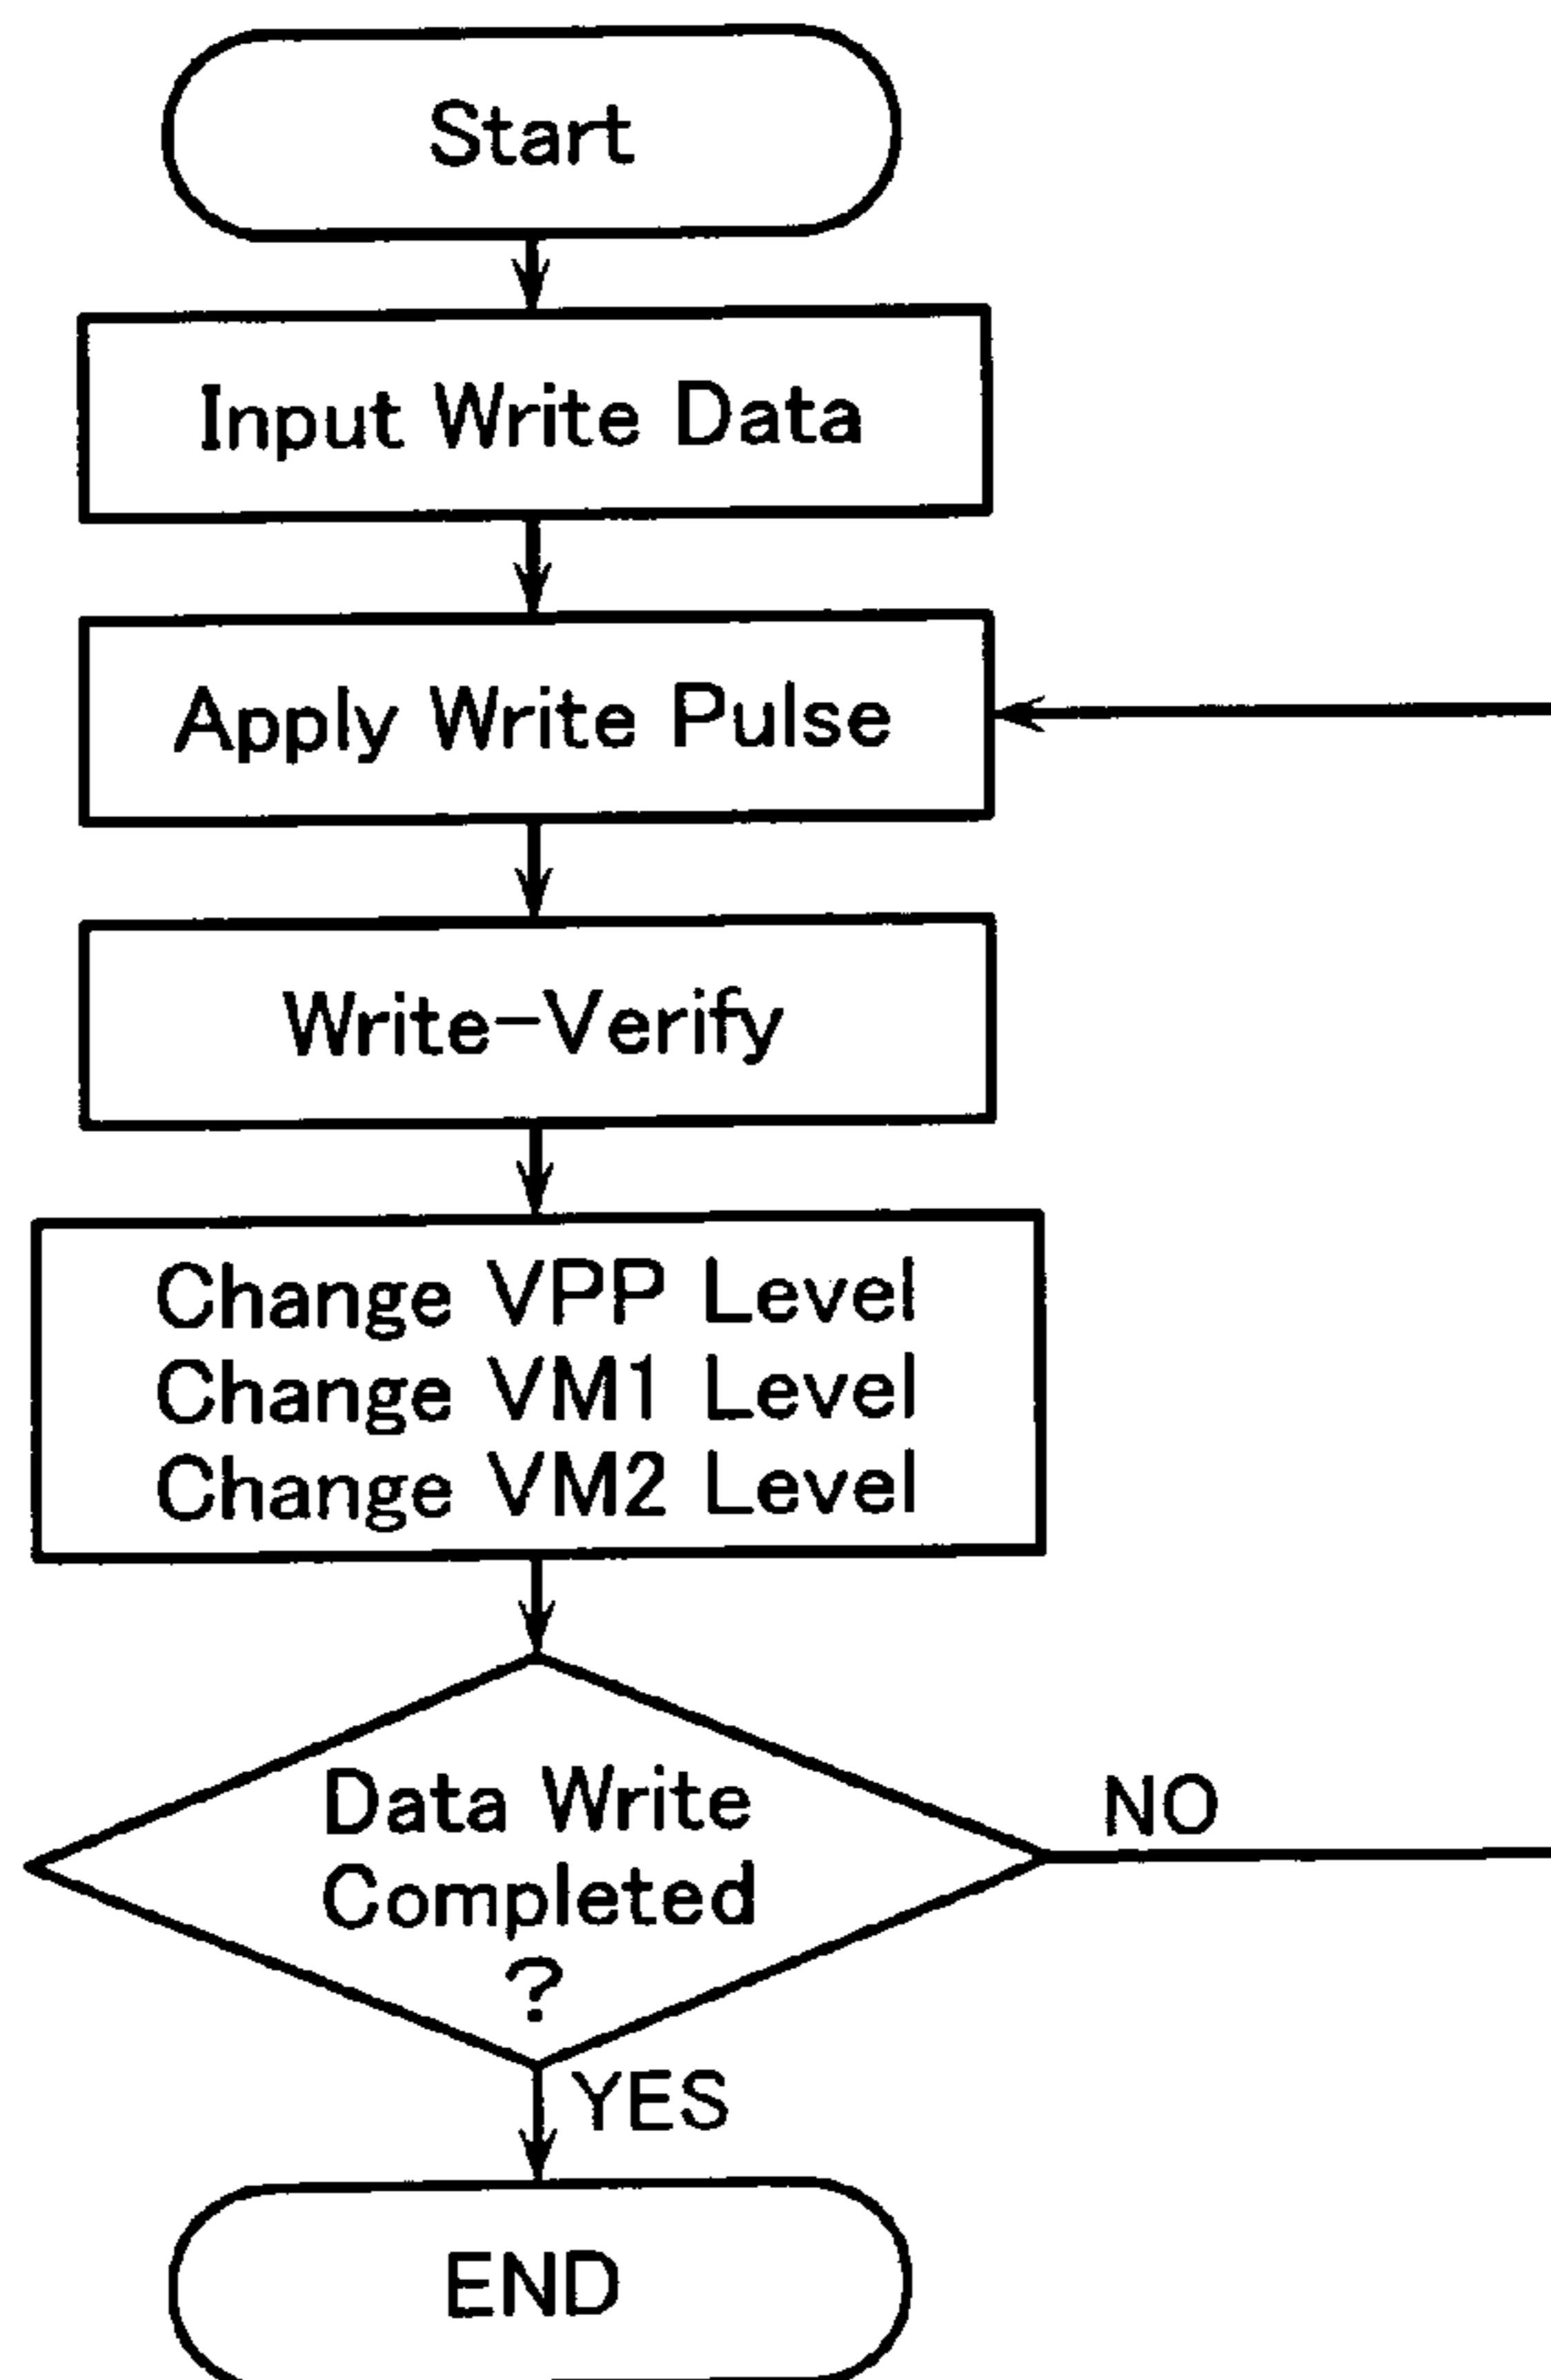 Start
Input Write Data
Apply Write Pulse
Write-Verify
Change VPP Level
Change VM1 Level
Change VM2 Level
Data Write
Completed
?
NO
YES
END